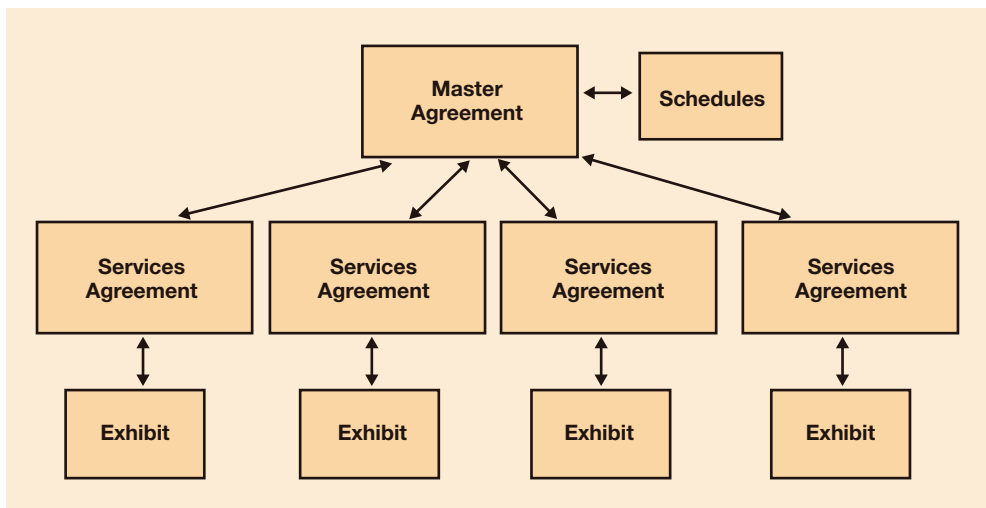 Master
Agreement
Schedules
Services
Agreement
Services
Agreement
Services
Agreement
Services
Agreement
Exhibit
Exhibit
Exhibit
Exhibit